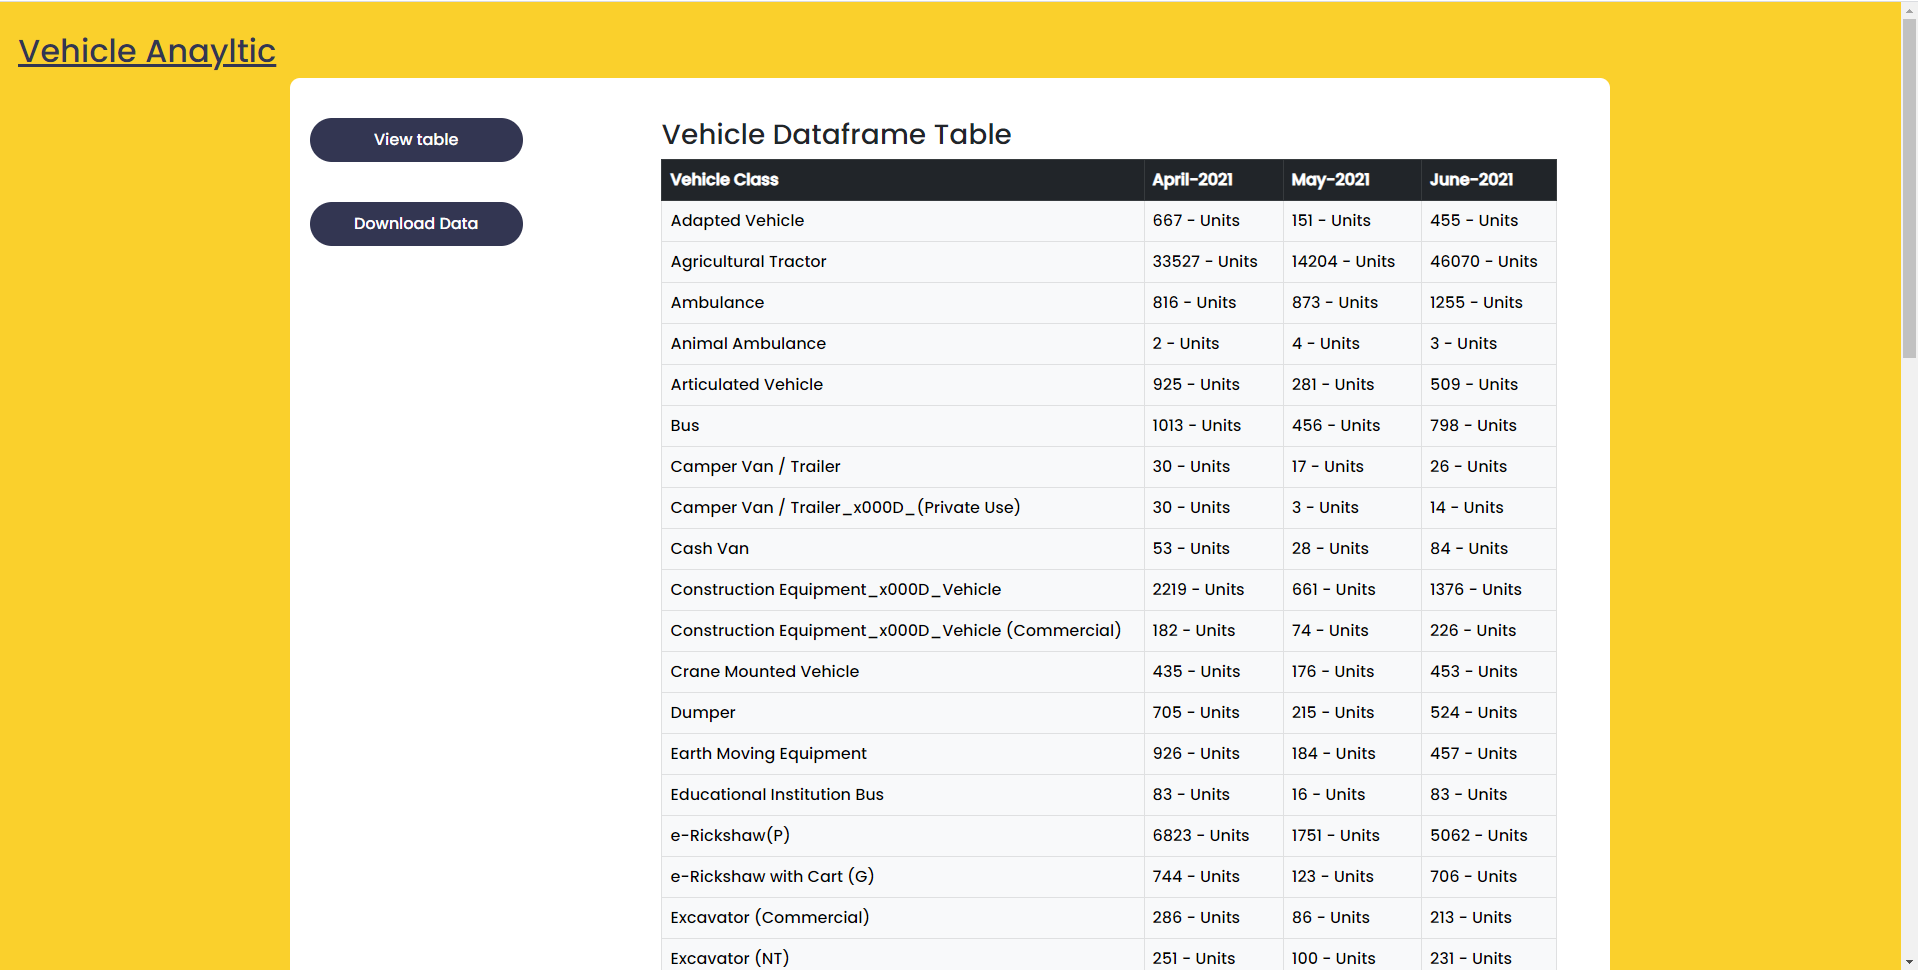 Vehicle Anayltic
View table
Download Data
Vehicle Dataframe Table
Vehicle Class April-2021 May-2021 June-2021
Adapted Vehicle 667 - Units 151 - Units 455 - Units
Agricultural Tractor 33527 - Units 14204 - Units 46070 - Units
Ambulance 816 - Units 873 - Units 1255 - Units
Animal Ambulance 2 - Units 4 - Units 3 - Units
Articulated Vehicle 925 - Units 281 - Units 509 - Units
Bus 1013 - Units 456 - Units 798 - Units
Camper Van / Trailer 30 - Units 17 - Units 26 - Units
Camper Van / Trailer_x000D_(Private Use) 30 - Units 3 - Units 14 - Units
Cash Van 53 - Units 28 - Units 84 - Units
Construction Equipment_x000D_Vehicle 2219 - Units 661 - Units 1376 - Units
Construction Equipment_x000D_Vehicle (Commercial) 182 - Units 74 - Units 226 - Units
Crane Mounted Vehicle 435 - Units 176 - Units 453 - Units
Dumper 705 - Units 215 - Units 524 - Units
Earth Moving Equipment 926 - Units 184 - Units 457 - Units
Educational Institution Bus 83 - Units 16 - Units 83 - Units
e-Rickshaw(P) 6823 - Units 1751 - Units 5062 - Units
e-Rickshaw with Cart (G) 744 - Units 123 - Units 706 - Units
Excavator (Commercial) 286 - Units 86 - Units 213 - Units
Excavator (NT) 251 - Units 100 - Units 231 - Units